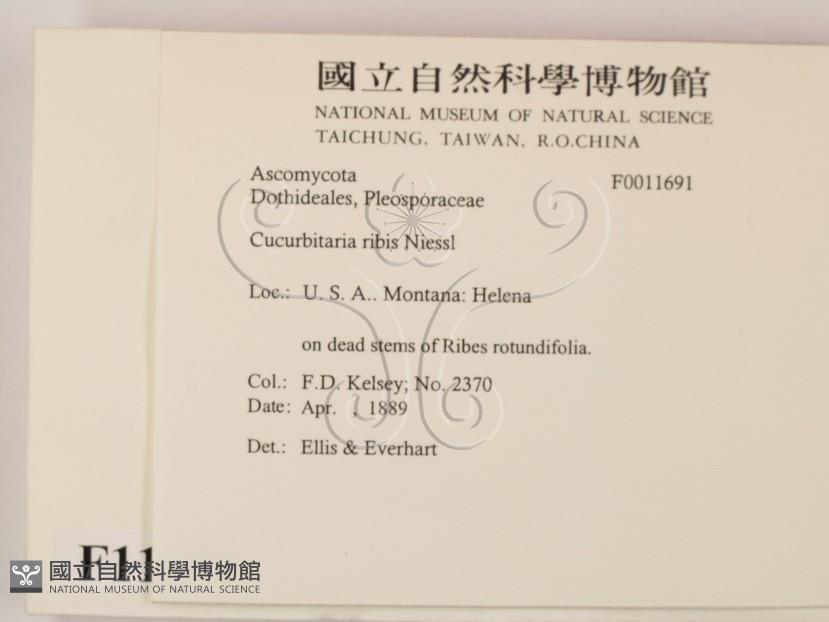 國立自然科學博物館
NATIONAL MUSEUM OF NATURAL SCIENCE
TAICHUNG, TAIWAN, R.O.CHINA
Ascomycota F0011691
Dothideales, Pleosporaceae
Cucurbitaria ribis Niessl
Loc.: U. S. A.. Montana: Helena
on dead stems of Ribes rotundifolia.
Col.: F.D. Kelsey; No. 2370
Date: Apr. , 1889
Det.: Ellis & Everhart
F11
國立自然科學博物館
NATIONAL MUSEUM OF NATURAL SCIENCE